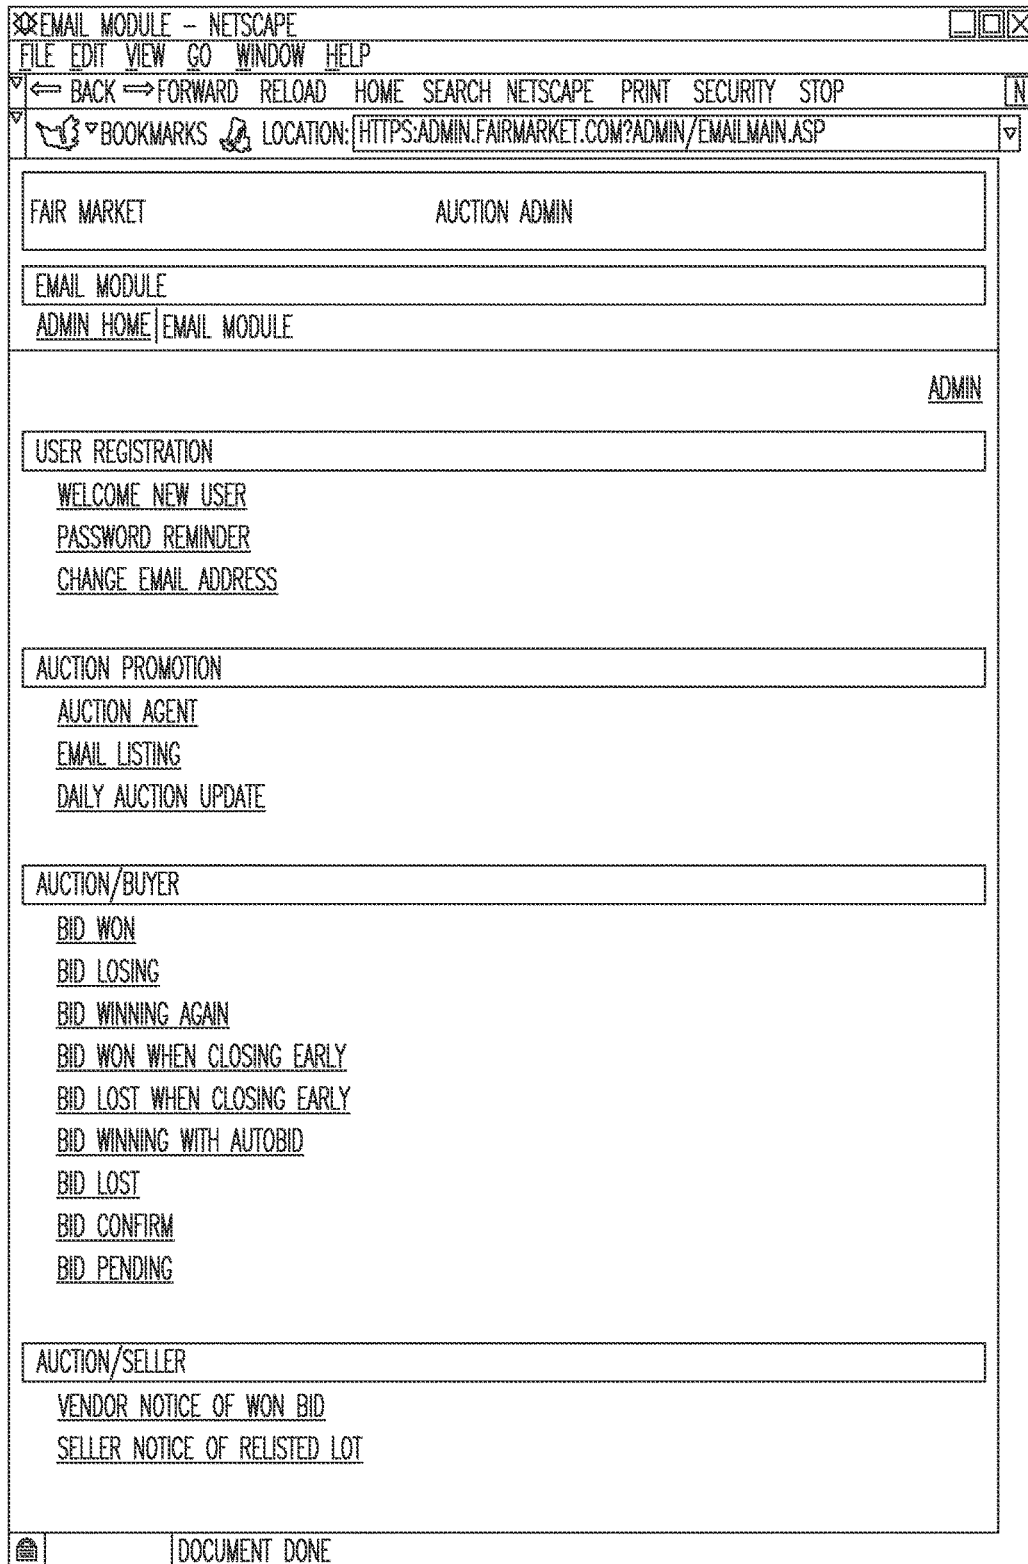 EMAIL MODULE – NETSCAPE
FILE EDIT VIEW GO WINDOW HELP
BACK FORWARD RELOAD HOME SEARCH NETSCAPE PRINT SECURITY STOP N
BOOKMARKS LOCATION: HTTPS:ADMIN.FAIRMARKET.COM?ADMIN/EMAILMAIN.ASP
FAIR MARKET AUCTION ADMIN
EMAIL MODULE
ADMIN HOME EMAIL MODULE
ADMIN
USER REGISTRATION
WELCOME NEW USER
PASSWORD REMINDER
CHANGE EMAIL ADDRESS
AUCTION PROMOTION
AUCTION AGENT
EMAIL LISTING
DAILY AUCTION UPDATE
AUCTION/BUYER
BID WON
BID LOSING
BID WINNING AGAIN
BID WON WHEN CLOSING EARLY
BID LOST WHEN CLOSING EARLY
BID WINNING WITH AUTOBID
BID LOST
BID CONFIRM
BID PENDING
AUCTION/SELLER
VENDOR NOTICE OF WON BID
SELLER NOTICE OF RELISTED LOT
DOCUMENT DONE